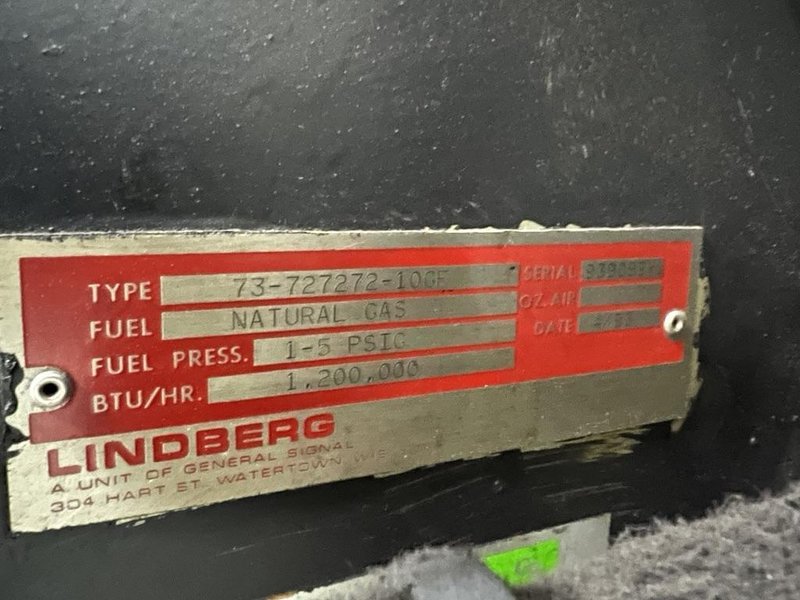 TYPE 73-727272-10GE SERIAL
FUEL NATURAL GAS OZ. AIR
FUEL PRESS. 1-5 PSIG DATE
BTU/HR. 1,200,000
LINDBERG
A UNIT OF GENERAL SIGNAL
304 HART ST. WATERTOWN, WIS